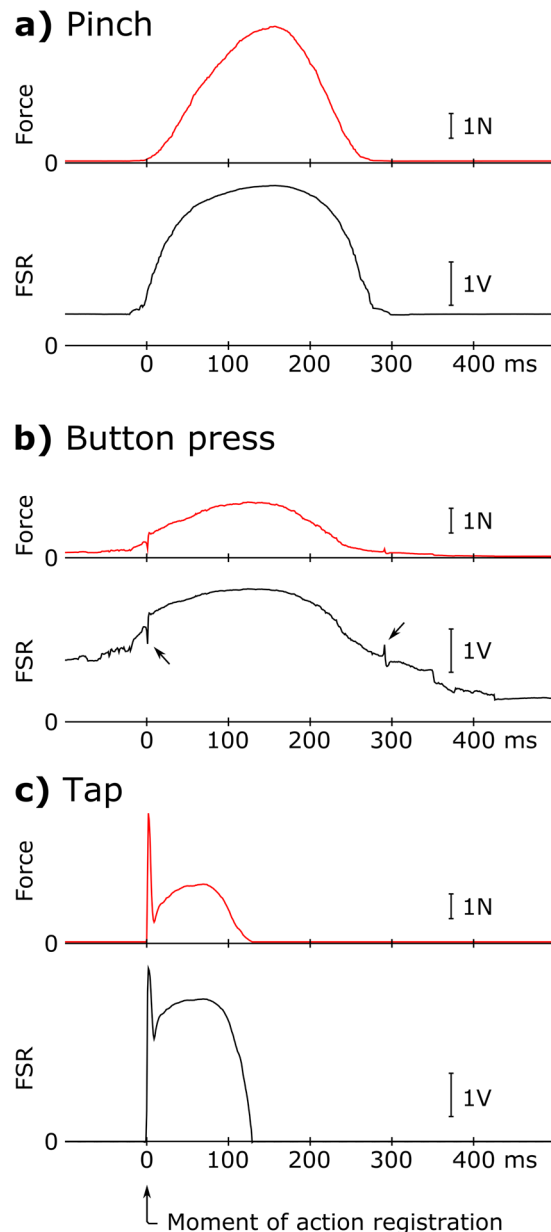 a) Pinch
Force
1N
0
FSR
1V
0
0 100 200 300 400 ms
b) Button press
Force
1N
0
FSR
1V
0
0 100 200 300 400 ms
c) Tap
Force
1N
0
FSR
1V
0
0 100 200 300 400 ms
Moment of action registration